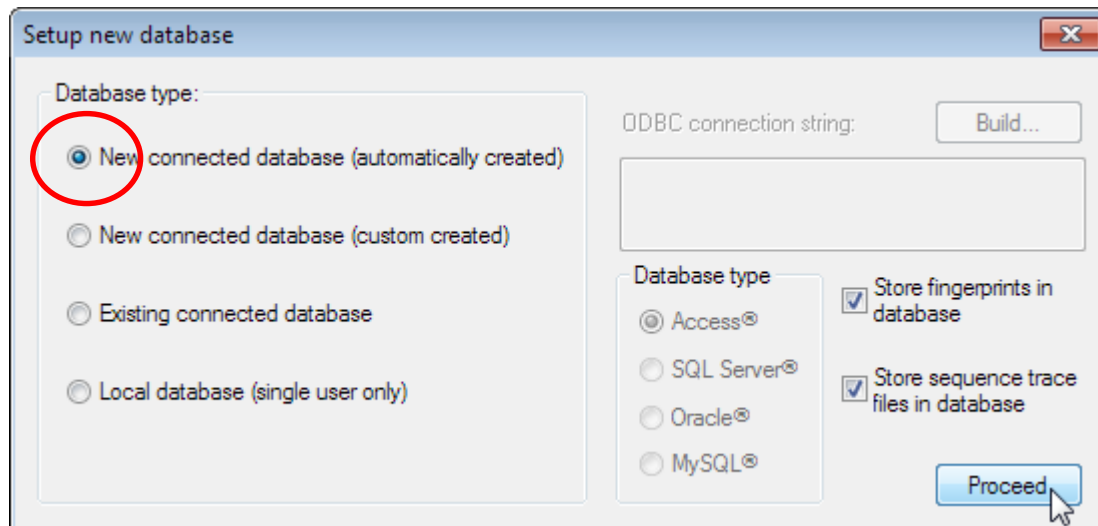 Setup new database
Database type:
New connected database (automatically created)
New connected database (custom created)
Existing connected database
Local database (single user only)
ODBC connection string:
Build...
Database type
Access®
SQL Server®
Oracle®
MySQL®
Store fingerprints in
database
Store sequence trace
files in database
Proceed